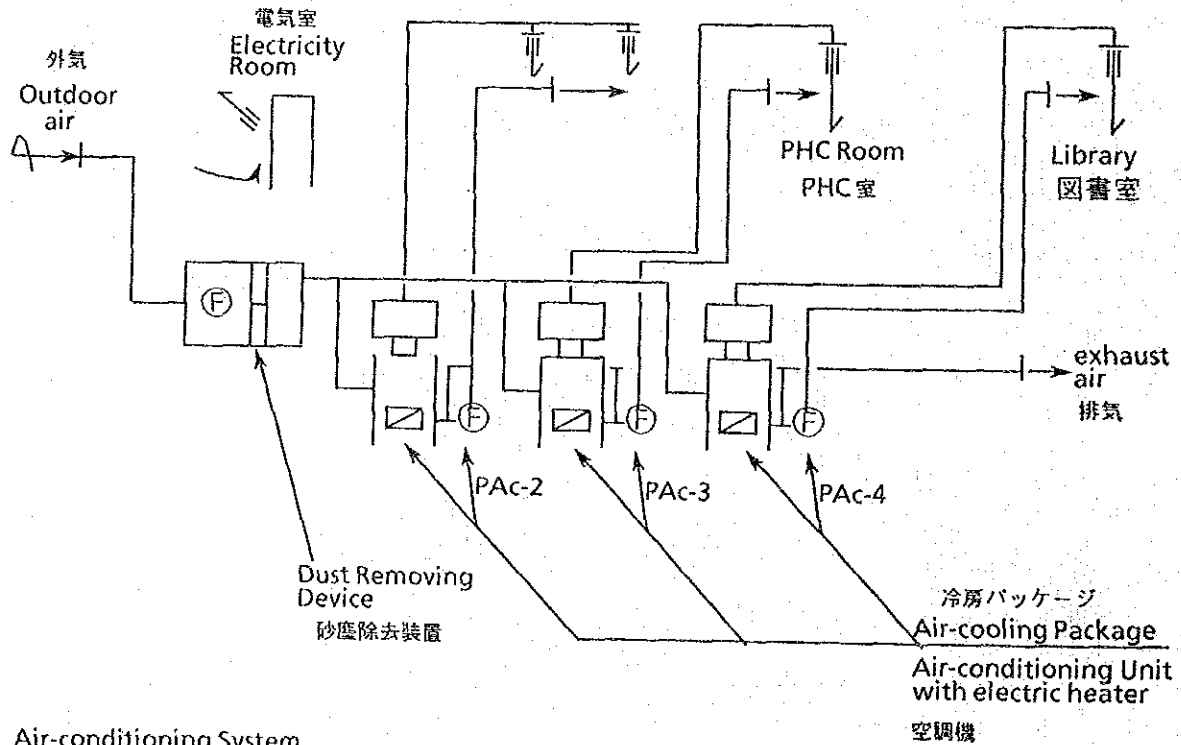 電気室
Electricity
Room
外気
Outdoor
air
PHC Room
PHC 室
Library
図書室
F
F
F
F
exhaust
air
排気
PAc-2
PAc-3
PAc-4
Dust Removing
Device
砂塵除去装置
冷房パッケージ
Air-cooling Package
Air-conditioning Unit
with electric heater
空調機
Air-conditioning System